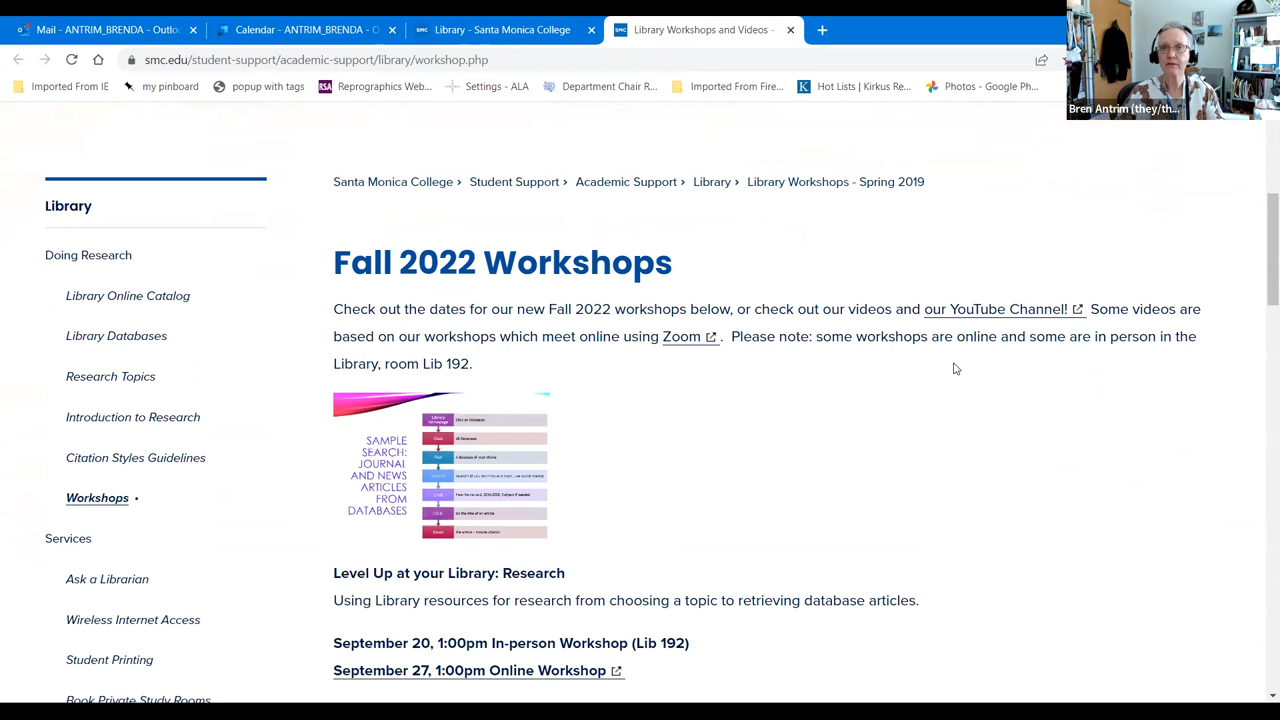 Mail - ANTRIM_BRENDA - Outlo
Calendar - ANTRIM_BRENDA - O
SMC Library - Santa Monica College
SMC Library Workshops and Videos -
smc.edu/student-support/academic-support/library/workshop.php
Imported From IE
my pinboard
popup with tags
RSA Reprographics Web...
Settings - ALA
Department Chair R...
Imported From Fire...
K Hot Lists | Kirkus Re...
Photos - Google Ph...
Bren Antrim (they/th...
Santa Monica College › Student Support › Academic Support › Library › Library Workshops - Spring 2019
Library
Doing Research
Library Online Catalog
Library Databases
Research Topics
Introduction to Research
Citation Styles Guidelines
Workshops •
Services
Ask a Librarian
Wireless Internet Access
Student Printing
Book Private Study Rooms
Fall 2022 Workshops
Check out the dates for our new Fall 2022 workshops below, or check out our videos and our YouTube Channel! Some videos are
based on our workshops which meet online using Zoom . Please note: some workshops are online and some are in person in the
Library, room Lib 192.
SAMPLE
SEARCH:
JOURNAL
AND NEWS
ARTICLES
FROM
DATABASES
Level Up at your Library: Research
Using Library resources for research from choosing a topic to retrieving database articles.
September 20, 1:00pm In-person Workshop (Lib 192)
September 27, 1:00pm Online Workshop